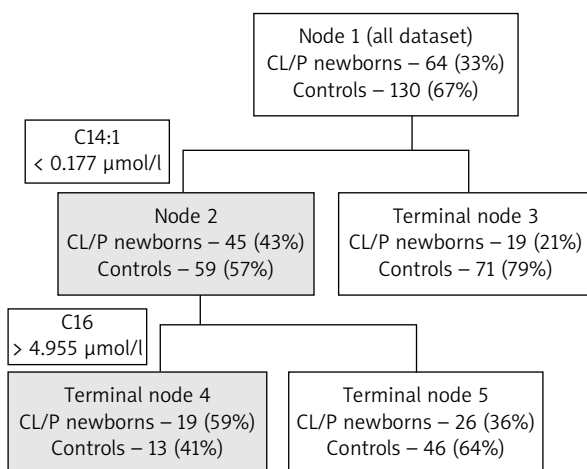 Node 1 (all dataset)
CL/P newborns – 64 (33%)
Controls – 130 (67%)
C14:1
< 0.177 μmol/l
Node 2
CL/P newborns – 45 (43%)
Controls – 59 (57%)
Terminal node 3
CL/P newborns – 19 (21%)
Controls – 71 (79%)
C16
> 4.955 μmol/l
Terminal node 4
CL/P newborns – 19 (59%)
Controls – 13 (41%)
Terminal node 5
CL/P newborns – 26 (36%)
Controls – 46 (64%)